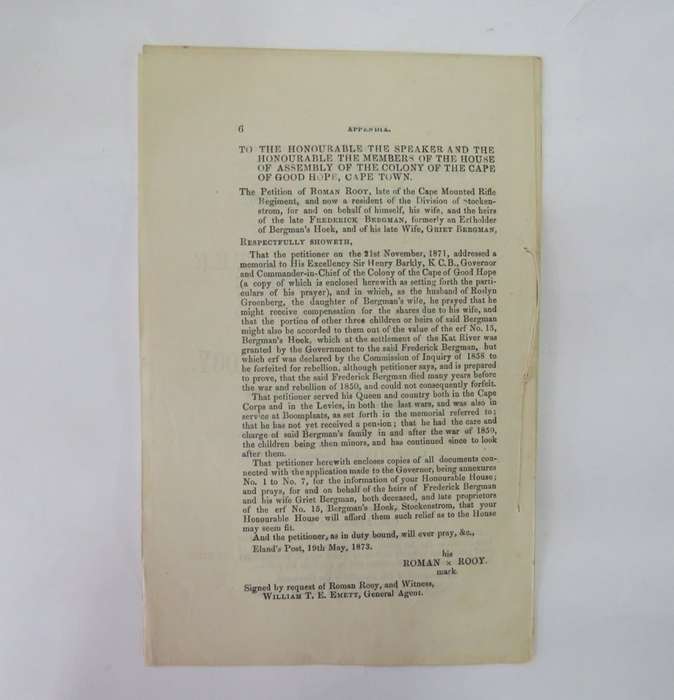 6 APPENDIX.
TO THE HONOURABLE THE SPEAKER AND THE
HONOURABLE THE MEMBERS OF THE HOUSE
OF ASSEMBLY OF THE COLONY OF THE CAPE
OF GOOD HOPE, CAPE TOWN.
The Petition of ROMAN ROOY, late of the Cape Mounted Rifle
Regiment, and now a resident of the Division of Stocken-
strom, for and on behalf of himself, his wife, and the heirs
of the late FREDERICK BERGMAN, formerly an Erfholder
of Bergman's Hoek, and of his late Wife, GRIET BERGMAN,
RESPECTFULLY SHOWETH,
That the petitioner on the 21st November, 1871, addressed a
memorial to His Excellency Sir Henry Barkly, K C.B., Governor
and Commander-in-Chief of the Colony of the Cape of Good Hope
(a copy of which is enclosed herewith as setting forth the parti-
culars of his prayer), and in which, as the husband of Roslyn
Groenberg, the daughter of Bergman's wife, he prayed that he
might receive compensation for the shares due to his wife, and
that the portion of other three children or heirs of said Bergman
might also be accorded to them out of the value of the erf No. 15,
Bergman's Hoek, which at the settlement of the Kat River was
granted by the Government to the said Frederick Bergman, but
which erf was declared by the Commission of Inquiry of 1858 to
be forfeited for rebellion, although petitioner says, and is prepared
to prove, that the said Frederick Bergman died many years before
the war and rebellion of 1850, and could not consequently forfeit.
That petitioner served his Queen and country both in the Cape
Corps and in the Levies, in both the last wars, and was also in
service at Boomplaats, as set forth in the memorial referred to;
that he has not yet received a pension; that he had the care and
charge of said Bergman's family in and after the war of 1850,
the children being then minors, and has continued since to look
after them.
That petitioner herewith encloses copies of all documents con-
nected with the application made to the Governor, being annexures
No. 1 to No. 7, for the information of your Honourable House;
and prays, for and on behalf of the heirs of Frederick Bergman
and his wife Griet Bergman, both deceased, and late proprietors
of the erf No. 15, Bergman's Hoek, Stockenstrom, that your
Honourable House will afford them such relief as to the House
may seem fit.
And the petitioner, as in duty bound, will ever pray, &c.,
Eland's Post, 19th May, 1873.
his
ROMAN × ROOY.
mark.
Signed by request of Roman Rooy, and Witness,
WILLIAM T. E. EMETT, General Agent.